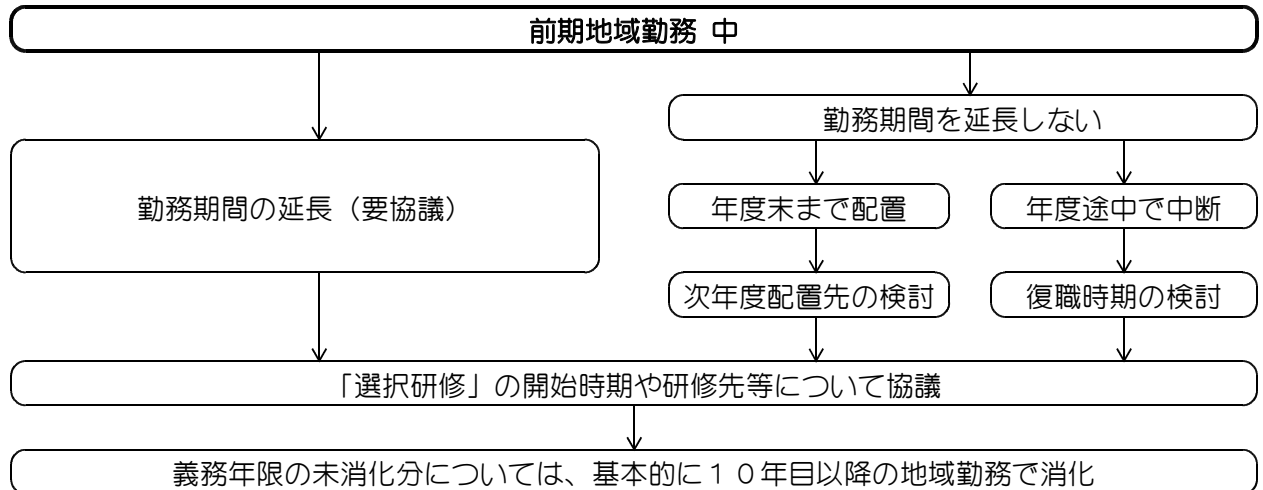 前期地域勤務 中
勤務期間を延長しない
勤務期間の延長（要協議）
年度末まで配置
年度途中で中断
次年度配置先の検討
復職時期の検討
「選択研修」の開始時期や研修先等について協議
義務年限の未消化分については、基本的に１０年目以降の地域勤務で消化